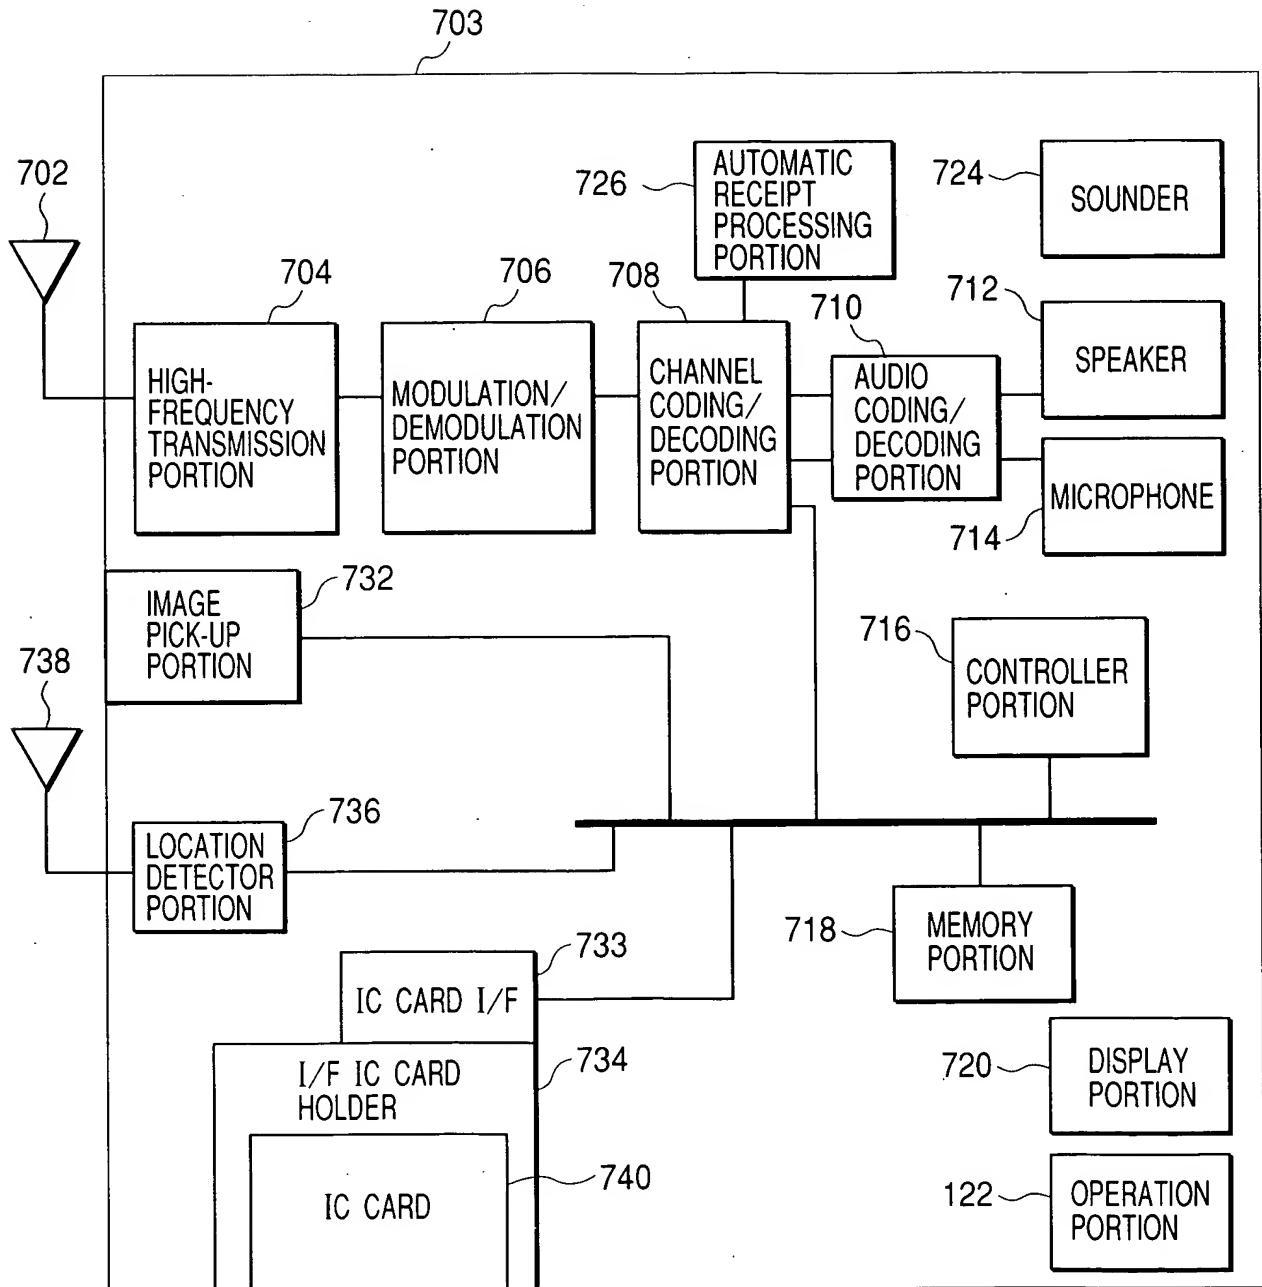 703
702
704
HIGH-
FREQUENCY
TRANSMISSION
PORTION
706
MODULATION/
DEMODULATION
PORTION
708
CHANNEL
CODING/
DECODING
PORTION
726
AUTOMATIC
RECEIPT
PROCESSING
PORTION
710
AUDIO
CODING/
DECODING
PORTION
724
SOUNDER
712
SPEAKER
714
MICROPHONE
732
IMAGE
PICK-UP
PORTION
716
CONTROLLER
PORTION
738
736
LOCATION
DETECTOR
PORTION
718
MEMORY
PORTION
733
IC CARD I/F
734
I/F IC CARD
HOLDER
740
IC CARD
720
DISPLAY
PORTION
122
OPERATION
PORTION